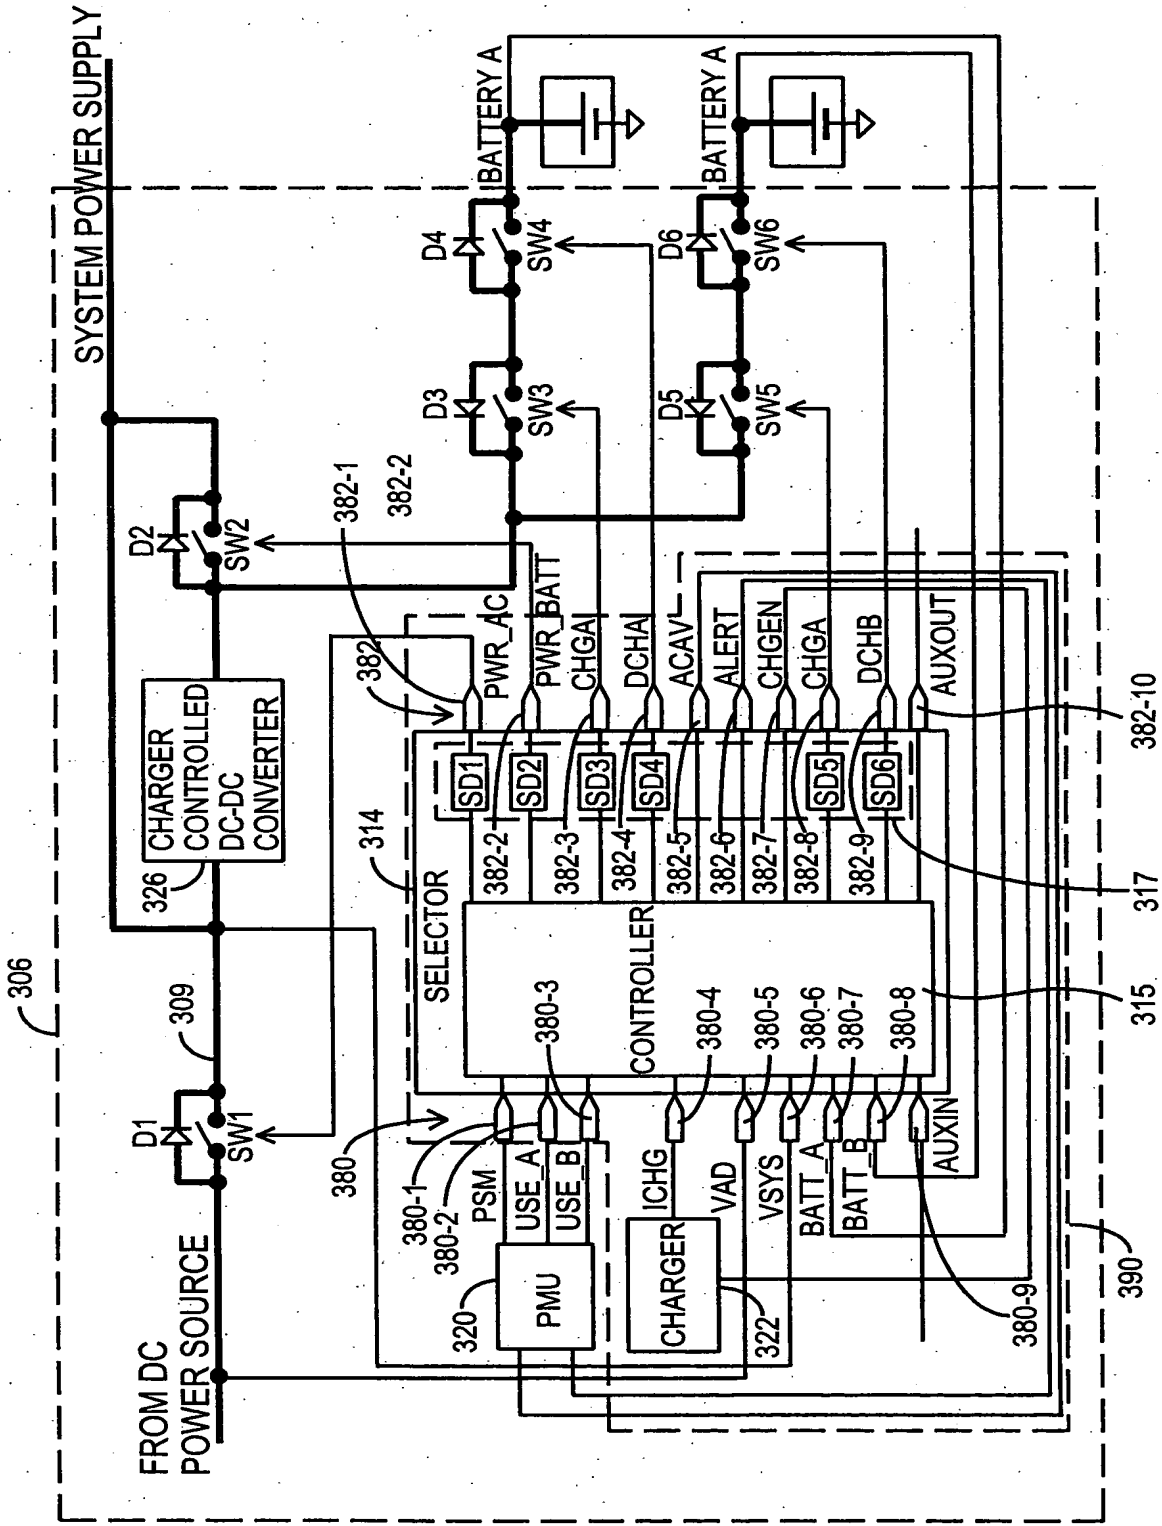 SYSTEM POWER SUPPLY
306
FROM DC
POWER SOURCE
D1
SW1
309
326
CHARGER
CONTROLLED
DC-DC
CONVERTER
D2
SW2
382-1
382-2
D3
SW3
D4
SW4
BATTERY A
D5
SW5
D6
SW6
BATTERY A
314
SELECTOR
CONTROLLER
315
317
390
320
PMU
CHARGER
322
380
380-1
380-2
380-3
380-4
380-5
380-6
380-7
380-8
380-9
PSM
USE_A
USE_B
ICHG
VAD
VSYS
BATT_A
BATT_B
AUXIN
SD1
SD2
SD3
SD4
SD5
SD6
382
382-2
382-3
382-4
382-5
382-6
382-7
382-8
382-9
382-10
PWR_AC
PWR_BATT
CHGA
DCHA
ACAV
ALERT
CHGEN
CHGA
DCHB
AUXOUT